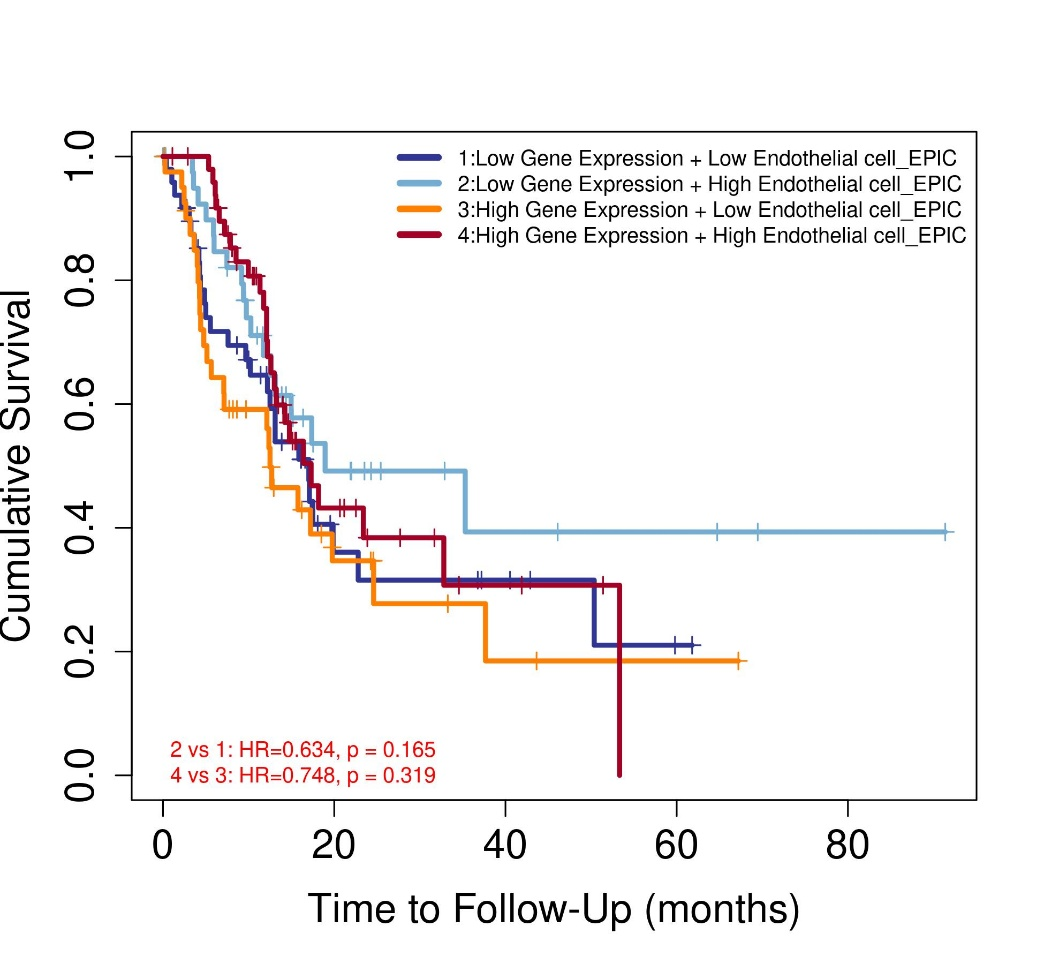 1:Low Gene Expression + Low Endothelial cell_EPIC
2:Low Gene Expression + High Endothelial cell_EPIC
3:High Gene Expression + Low Endothelial cell_EPIC
4:High Gene Expression + High Endothelial cell_EPIC
Cumulative Survival
1.0
0.8
0.6
0.4
0.2
0.0
2 vs 1: HR=0.634, p = 0.165
4 vs 3: HR=0.748, p = 0.319
0 20 40 60 80
Time to Follow-Up (months)